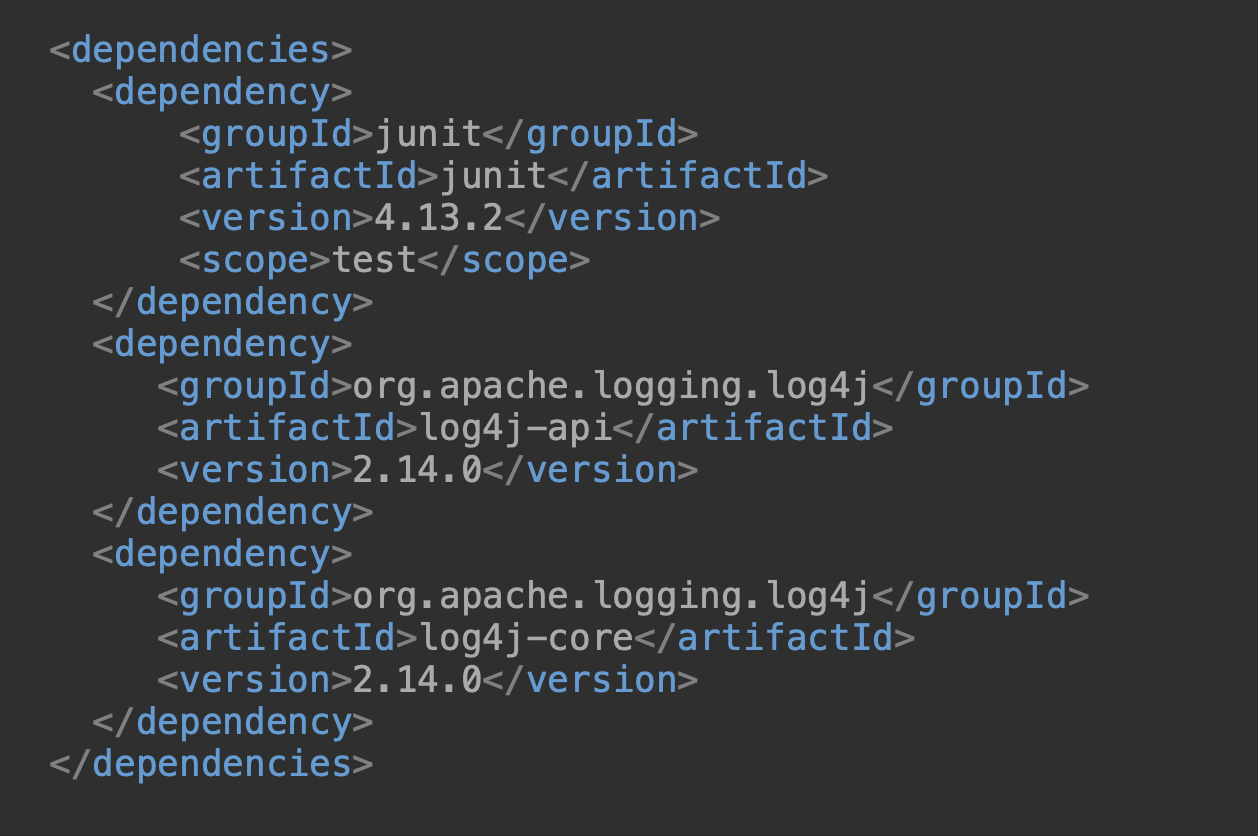 <dependencies>
  <dependency>
      <groupId>junit</groupId>
      <artifactId>junit</artifactId>
      <version>4.13.2</version>
      <scope>test</scope>
  </dependency>
  <dependency>
     <groupId>org.apache.logging.log4j</groupId>
     <artifactId>log4j-api</artifactId>
     <version>2.14.0</version>
  </dependency>
  <dependency>
     <groupId>org.apache.logging.log4j</groupId>
     <artifactId>log4j-core</artifactId>
     <version>2.14.0</version>
  </dependency>
</dependencies>